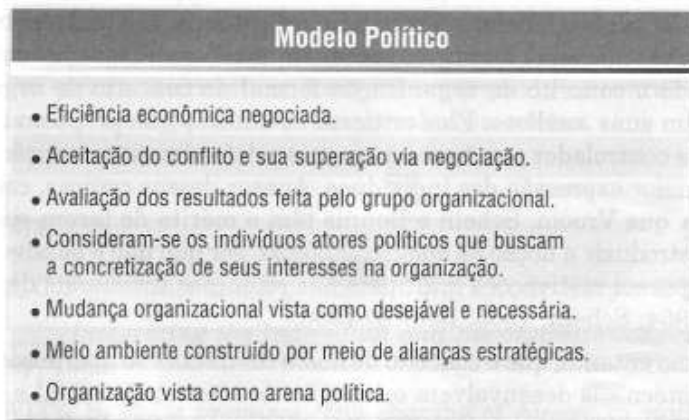 Modelo Político
• Eficiência econômica negociada.
• Aceitação do conflito e sua superação via negociação.
• Avaliação dos resultados feita pelo grupo organizacional.
• Consideram-se os indivíduos atores políticos que buscam
a concretização de seus interesses na organização.
• Mudança organizacional vista como desejável e necessária.
• Meio ambiente construído por meio de alianças estratégicas.
• Organização vista como arena política.